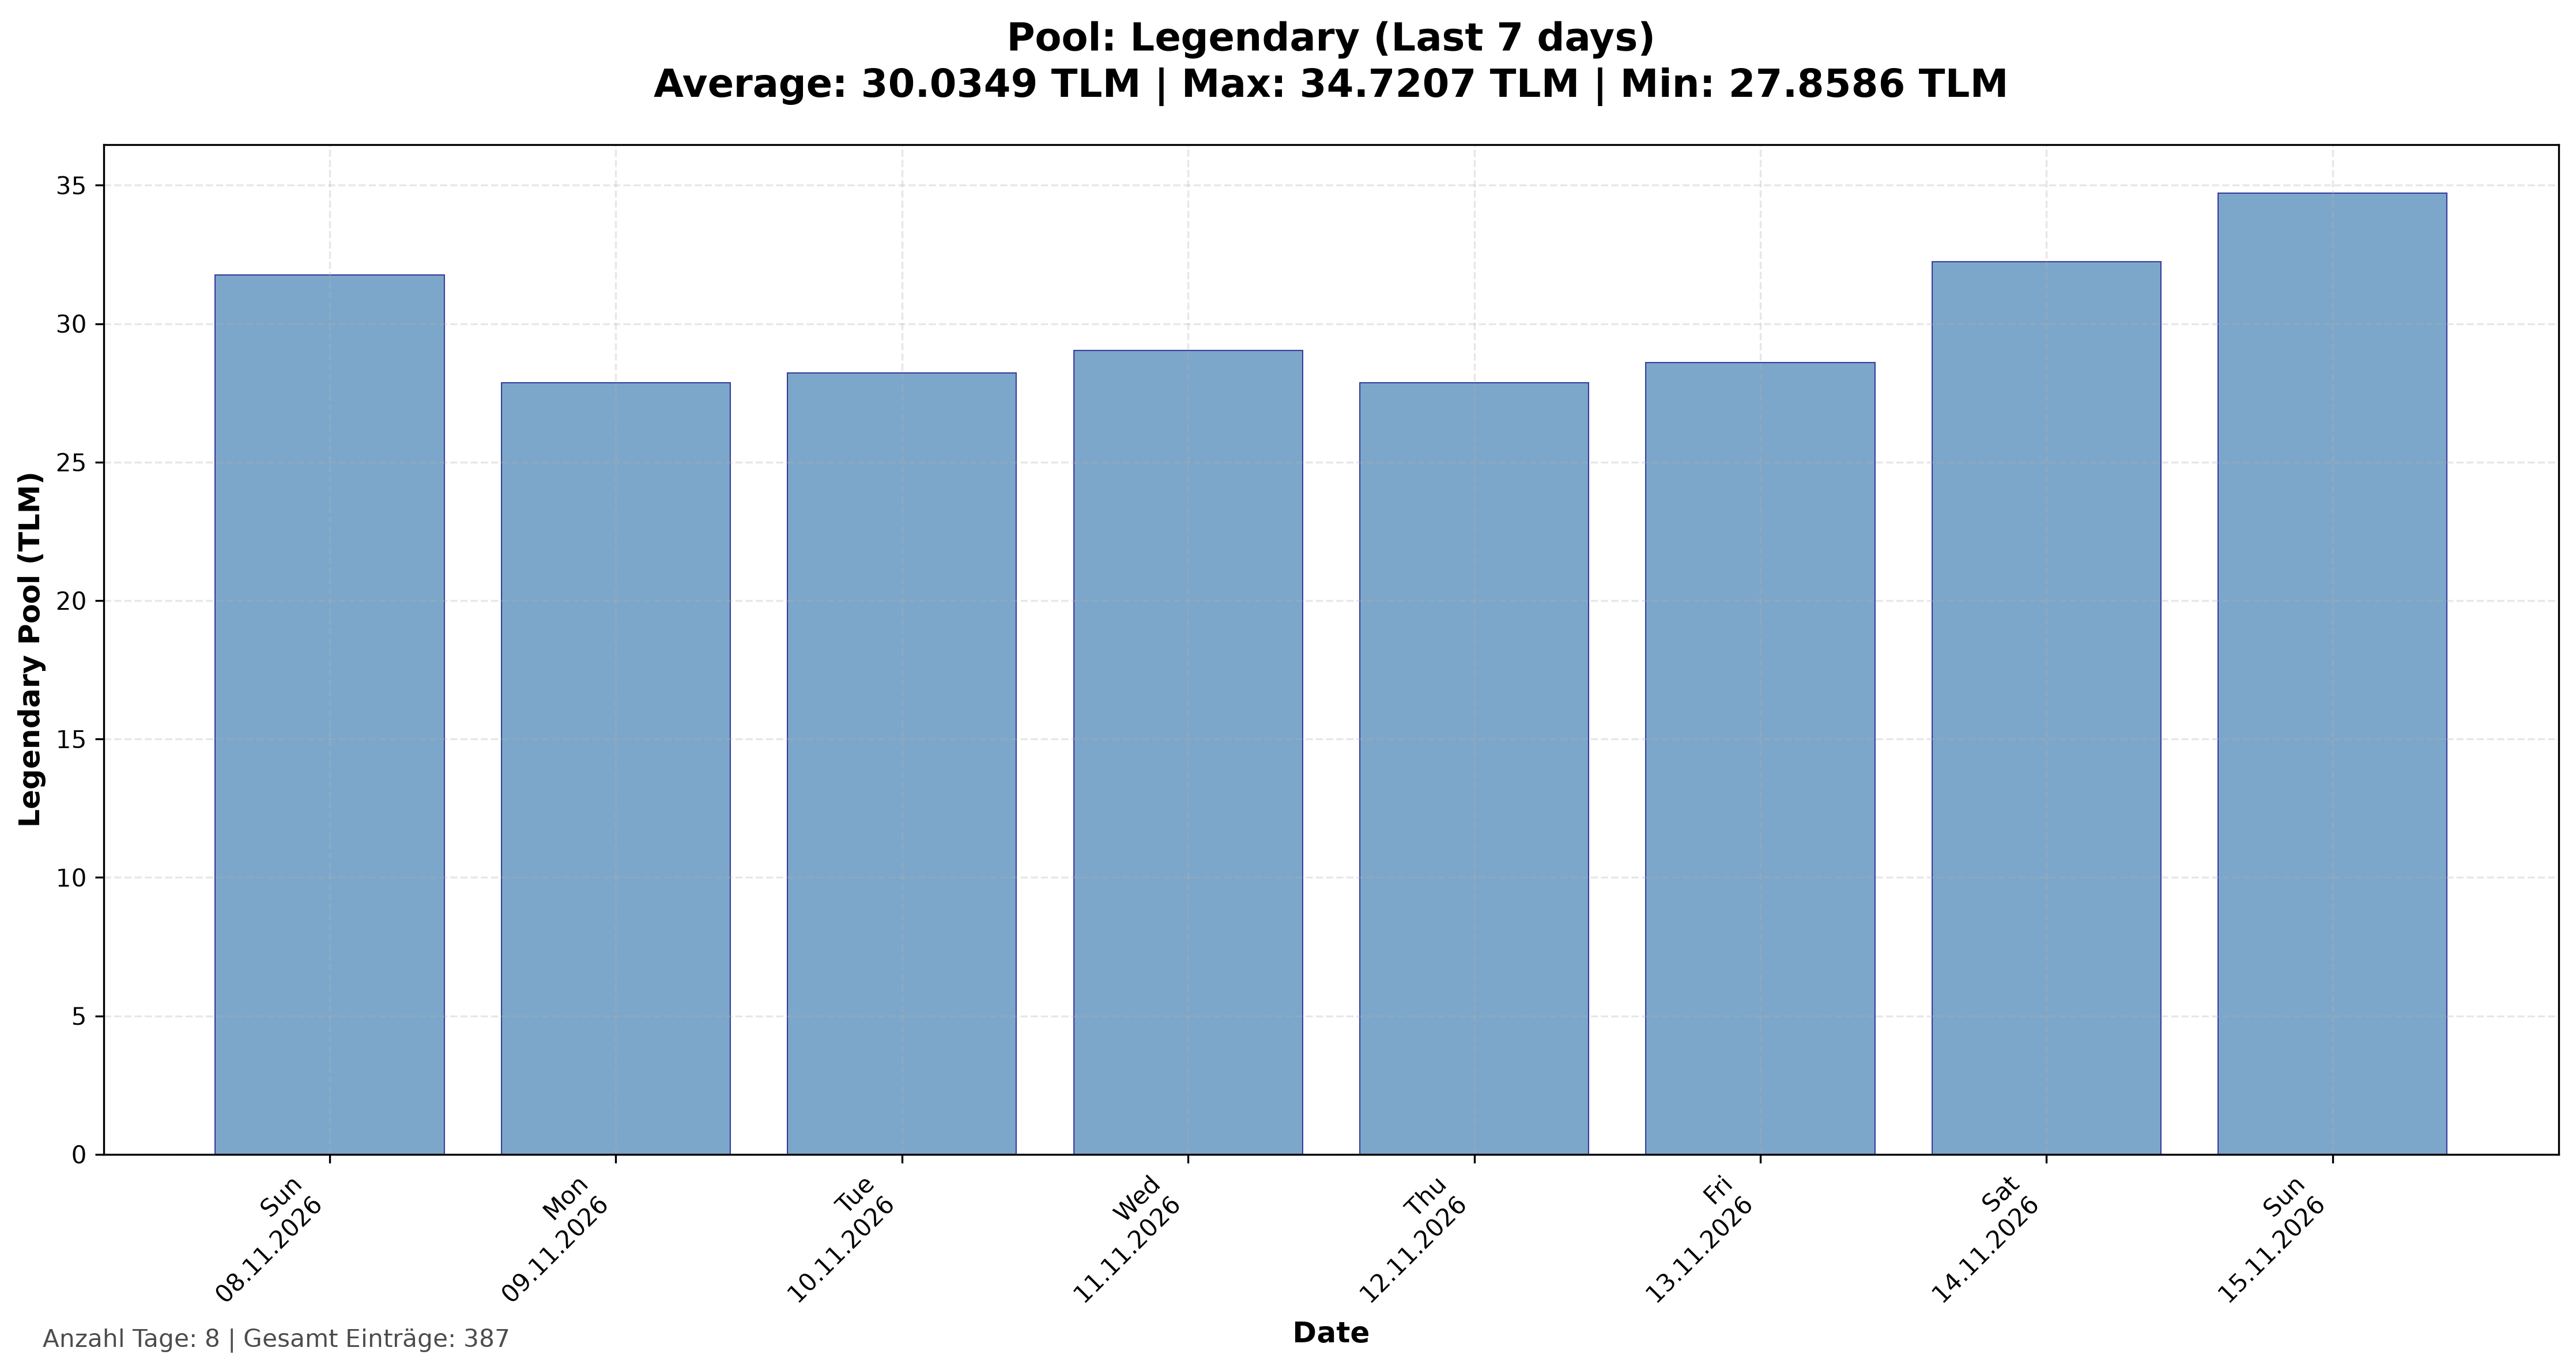 Pool: Legendary (Last 7 days)
Average: 30.0349 TLM | Max: 34.7207 TLM | Min: 27.8586 TLM
Legendary Pool (TLM)
35
30
25
20
15
10
5
0
Sun
08.11.2026
Mon
09.11.2026
Tue
10.11.2026
Wed
11.11.2026
Thu
12.11.2026
Fri
13.11.2026
Sat
14.11.2026
Sun
15.11.2026
Date
Anzahl Tage: 8 | Gesamt Einträge: 387